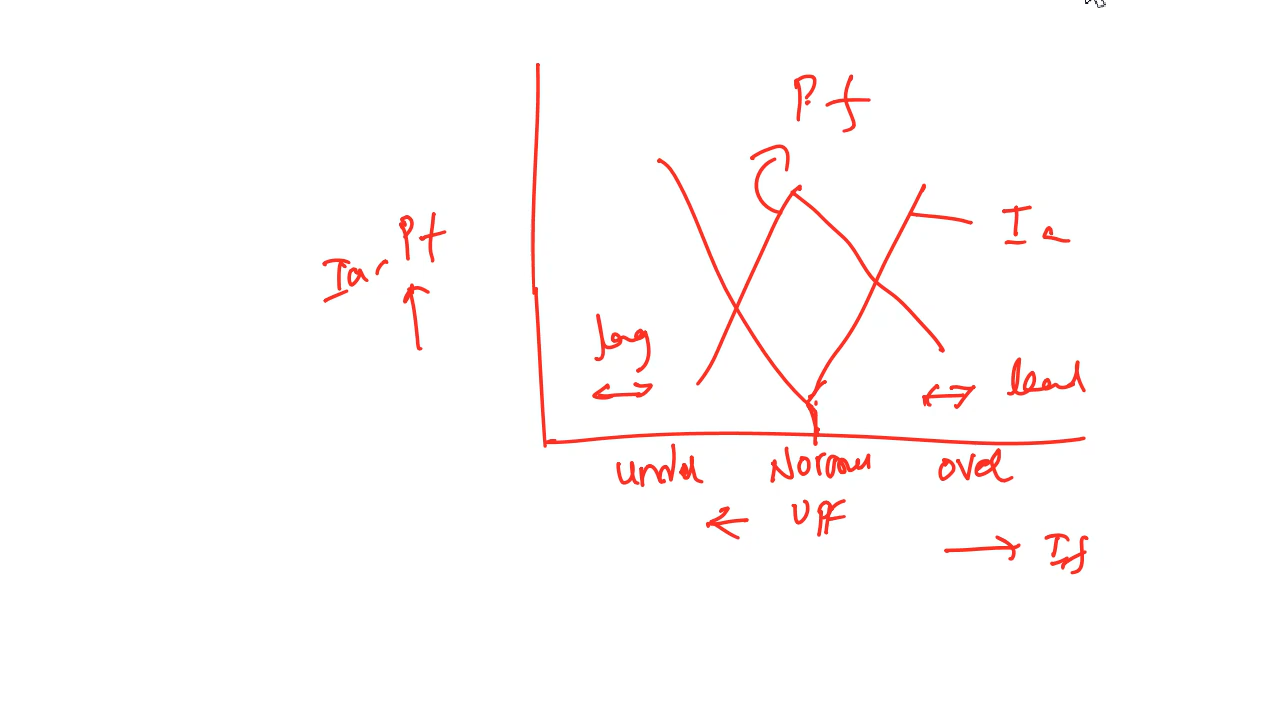 P.f
Pf
Ia,
Ia
lag
lead
under Normal over
UPF
If